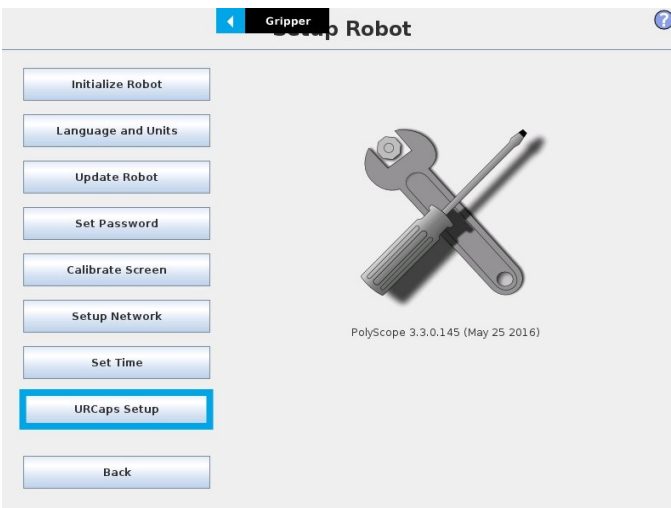 Gripper
Setup Robot
?
Initialize Robot
Language and Units
Update Robot
Set Password
Calibrate Screen
Setup Network
PolyScope 3.3.0.145 (May 25 2016)
Set Time
URCaps Setup
Back